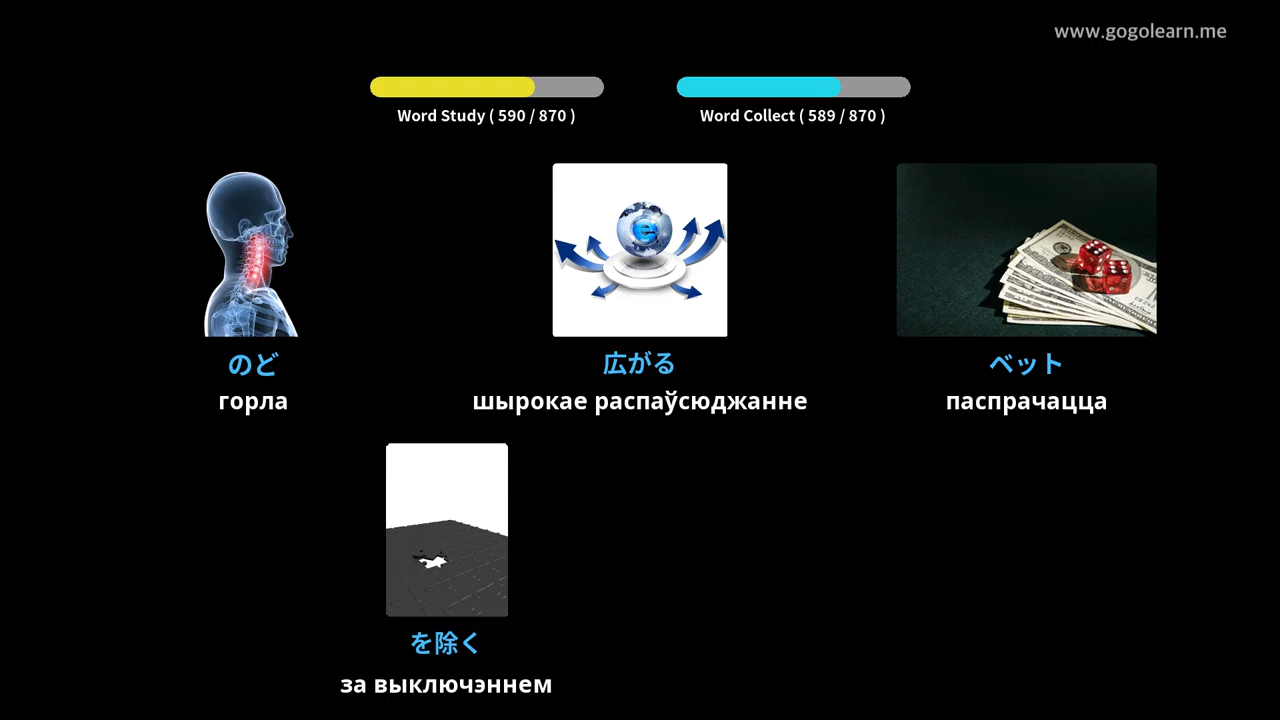 www.gogolearn.me
Word Study ( 590 / 870 )
Word Collect ( 589 / 870 )
のど
горла
広がる
шырокае распаўсюджанне
ベット
паспрачацца
を除く
за выключэннем